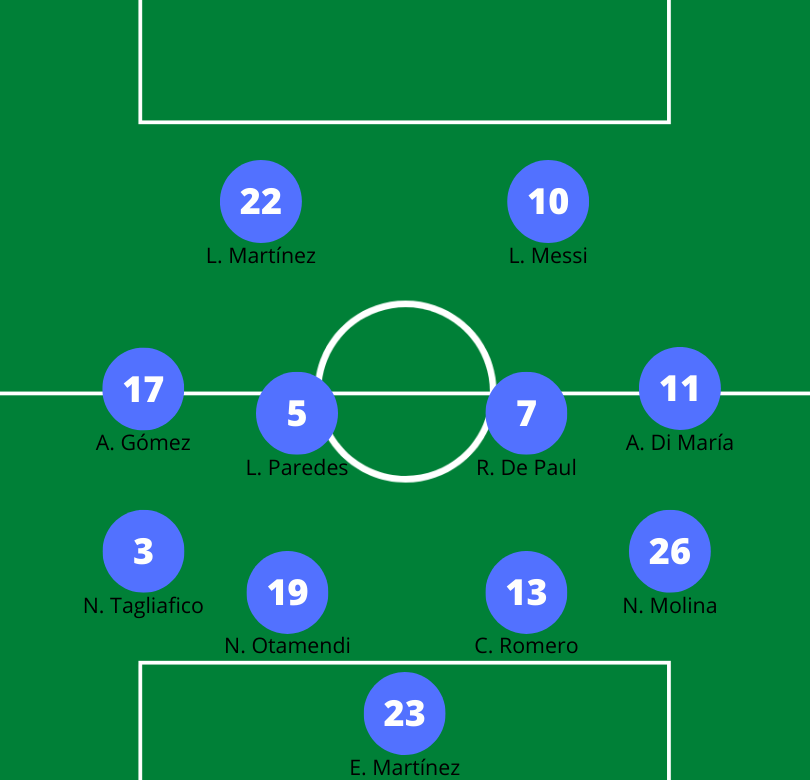 22
L. Martínez
10
L. Messi
17
A. Gómez
5
L. Paredes
7
R. De Paul
11
A. Di María
3
N. Tagliafico
19
N. Otamendi
13
C. Romero
26
N. Molina
23
E. Martínez